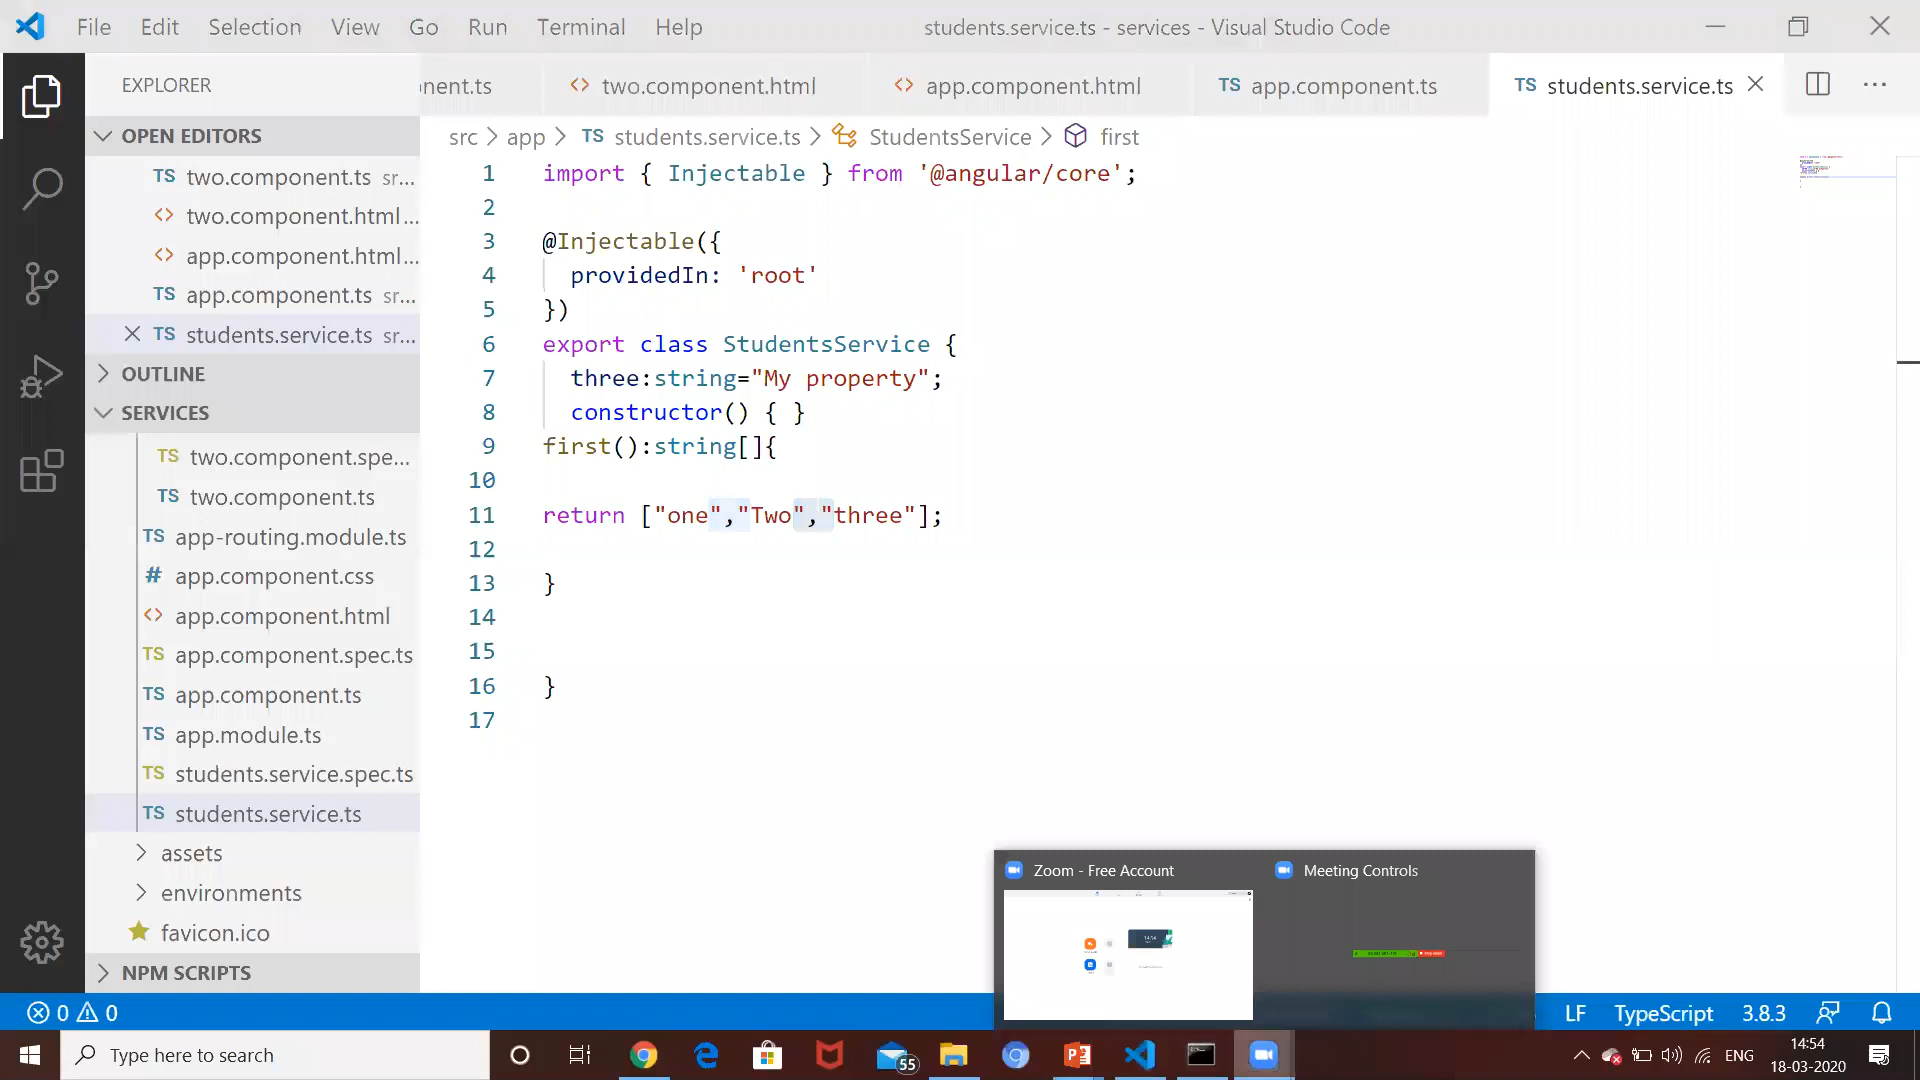 File Edit Selection View Go Run Terminal Help
students.service.ts - services - Visual Studio Code
EXPLORER
nent.ts
two.component.html
app.component.html
TS app.component.ts
TS students.service.ts
OPEN EDITORS
TS two.component.ts sr...
two.component.html ...
app.component.html ...
TS app.component.ts sr...
TS students.service.ts sr...
OUTLINE
SERVICES
TS two.component.spe...
TS two.component.ts
TS app-routing.module.ts
# app.component.css
app.component.html
TS app.component.spec.ts
TS app.component.ts
TS app.module.ts
TS students.service.spec.ts
TS students.service.ts
assets
environments
favicon.ico
NPM SCRIPTS
src > app > TS students.service.ts > StudentsService > first
1 import { Injectable } from '@angular/core';
2
3 @Injectable({
4 providedIn: 'root'
5 })
6 export class StudentsService {
7 three:string="My property";
8 constructor() { }
9 first():string[]{
10
11 return ["one","Two","three"];
12
13 }
14
15
16 }
17
Zoom - Free Account
Meeting Controls
0 0
LF TypeScript 3.8.3
Type here to search
55
ENG
14:54
18-03-2020